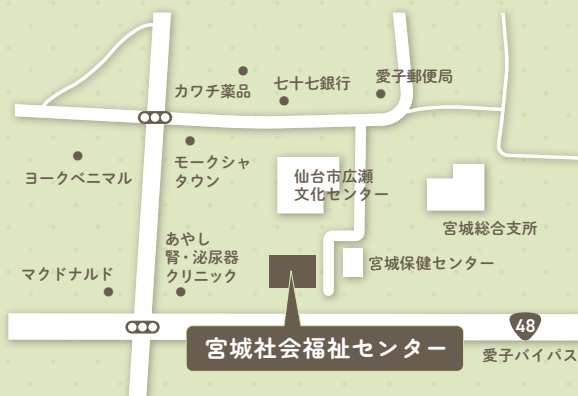 カワチ薬品
七十七銀行
愛子郵便局
ヨークベニマル
モークシャ
タウン
仙台市広瀬
文化センター
宮城総合支所
あやし
腎・泌尿器
クリニック
マクドナルド
宮城保健センター
48
宮城社会福祉センター
愛子バイパス